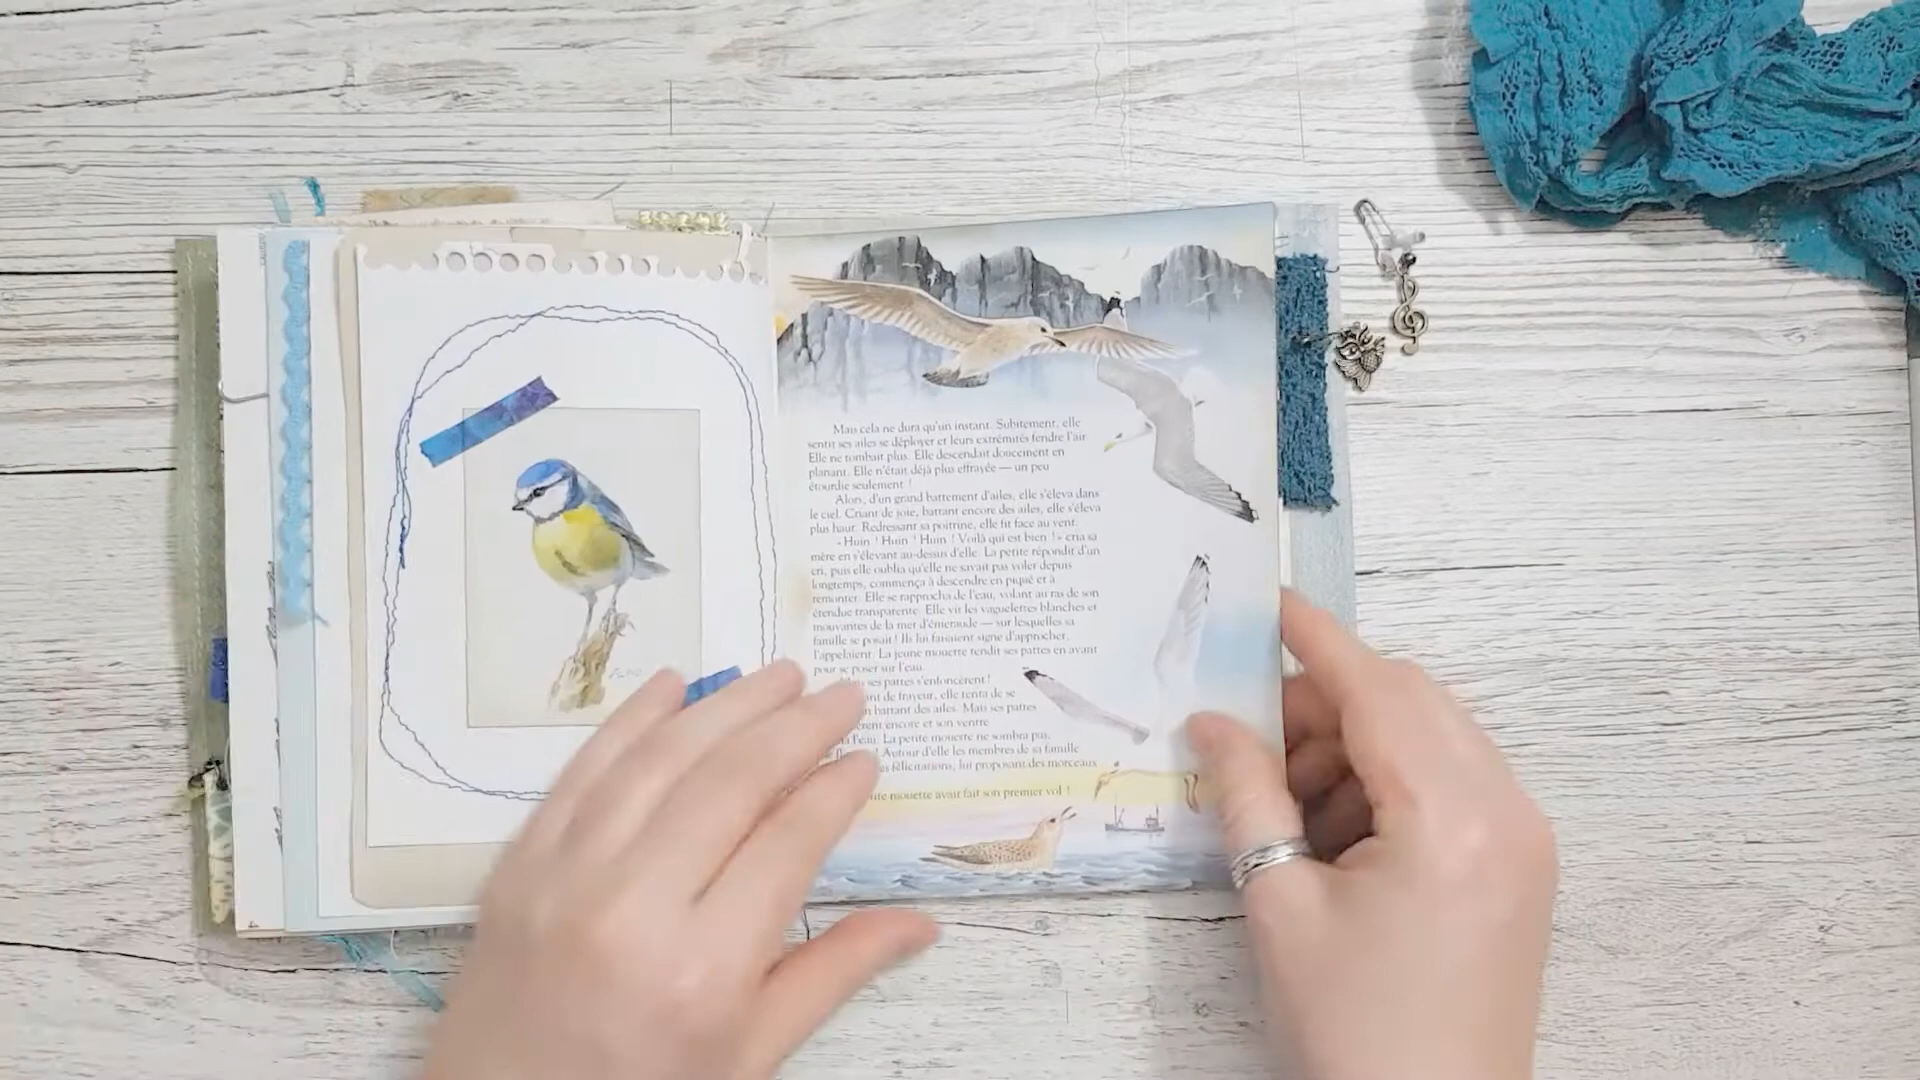 Mais cela ne dura qu'un instant. Subitement, elle
sentit ses ailes se déployer et leurs extrémités fendre l'air.
Elle ne tombait plus. Elle descendait doucement en
planant. Elle n'était déjà plus effrayée — un peu
étourdie seulement !
Alors, d'un grand battement d'ailes, elle s'éleva dans
le ciel. Criant de joie, battant encore des ailes, elle s'éleva
plus haut. Redressant sa poitrine, elle fit face au vent.
« Huin ! Huin ! Huin ! Voilà qui est bien ! » cria sa
mère en s'élevant au-dessus d'elle. La petite répondit d'un
cri, puis elle oublia qu'elle ne savait pas voler depuis
longtemps, commença à descendre en piqué et à
remonter. Elle se rapprocha de l'eau, volant au ras de son
étendue transparente. Elle vit les vaguelettes blanches et
mouvantes de la mer d'émeraude — sur lesquelles sa
famille se posait ! Ils lui faisaient signe d'approcher,
l'appelaient. La jeune mouette tendit ses pattes en avant
pour se poser sur l'eau.
ses pattes s'enfoncèrent !
de frayeur, elle tenta de se
battant des ailes. Mais ses pattes
encore et son ventre
l'eau. La petite mouette ne sombra pas,
! Autour d'elle les membres de sa famille
félicitations, lui proposant des morceaux
mouette avait fait son premier vol !